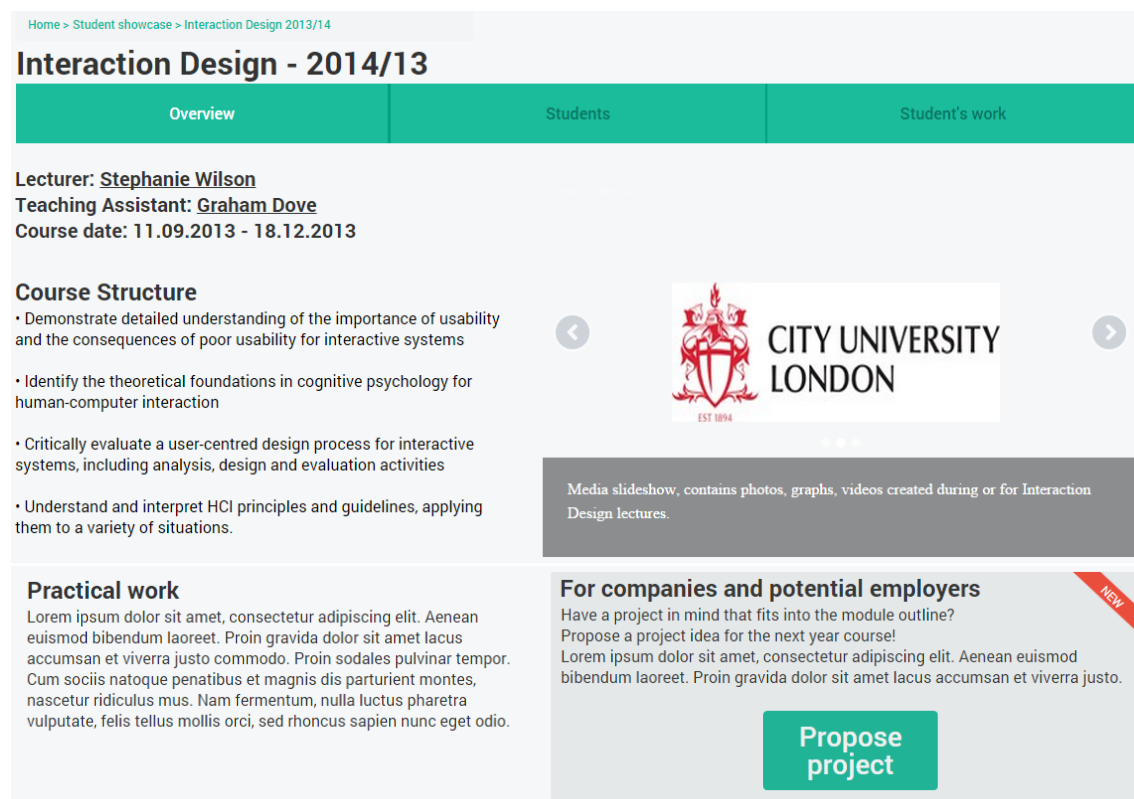 Home > Student showcase > Interaction Design 2013/14
Interaction Design - 2014/13
Overview
Students
Student's work
Lecturer: Stephanie Wilson
Teaching Assistant: Graham Dove
Course date: 11.09.2013 - 18.12.2013
Course Structure
• Demonstrate detailed understanding of the importance of usability
and the consequences of poor usability for interactive systems
• Identify the theoretical foundations in cognitive psychology for
human-computer interaction
• Critically evaluate a user-centred design process for interactive
systems, including analysis, design and evaluation activities
• Understand and interpret HCI principles and guidelines, applying
them to a variety of situations.
CITY UNIVERSITY
LONDON
EST 1894
Media slideshow, contains photos, graphs, videos created during or for Interaction
Design lectures.
Practical work
Lorem ipsum dolor sit amet, consectetur adipiscing elit. Aenean
euismod bibendum laoreet. Proin gravida dolor sit amet lacus
accumsan et viverra justo commodo. Proin sodales pulvinar tempor.
Cum sociis natoque penatibus et magnis dis parturient montes,
nascetur ridiculus mus. Nam fermentum, nulla luctus pharetra
vulputate, felis tellus mollis orci, sed rhoncus sapien nunc eget odio.
For companies and potential employers
NEW
Have a project in mind that fits into the module outline?
Propose a project idea for the next year course!
Lorem ipsum dolor sit amet, consectetur adipiscing elit. Aenean euismod
bibendum laoreet. Proin gravida dolor sit amet lacus accumsan et viverra justo.
Propose
project